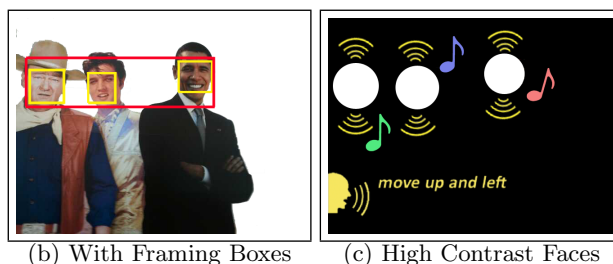 move up and left
(b) With Framing Boxes
(c) High Contrast Faces